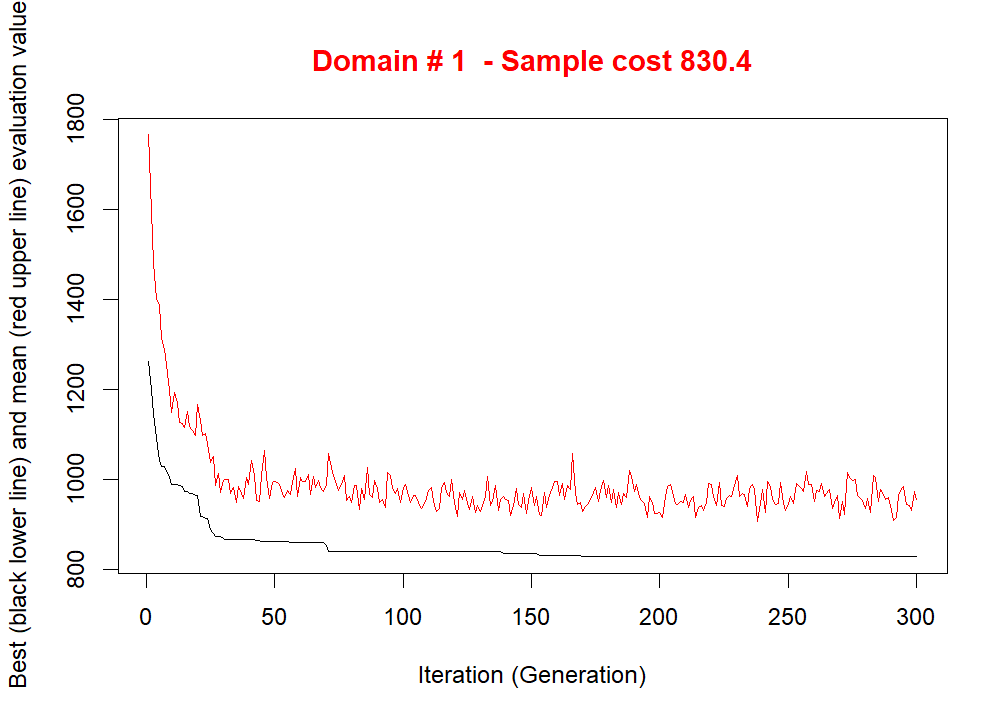 Domain # 1 - Sample cost 830.4
Best (black lower line) and mean (red upper line) evaluation value
1800
1600
1400
1200
1000
800
0 50 100 150 200 250 300
Iteration (Generation)